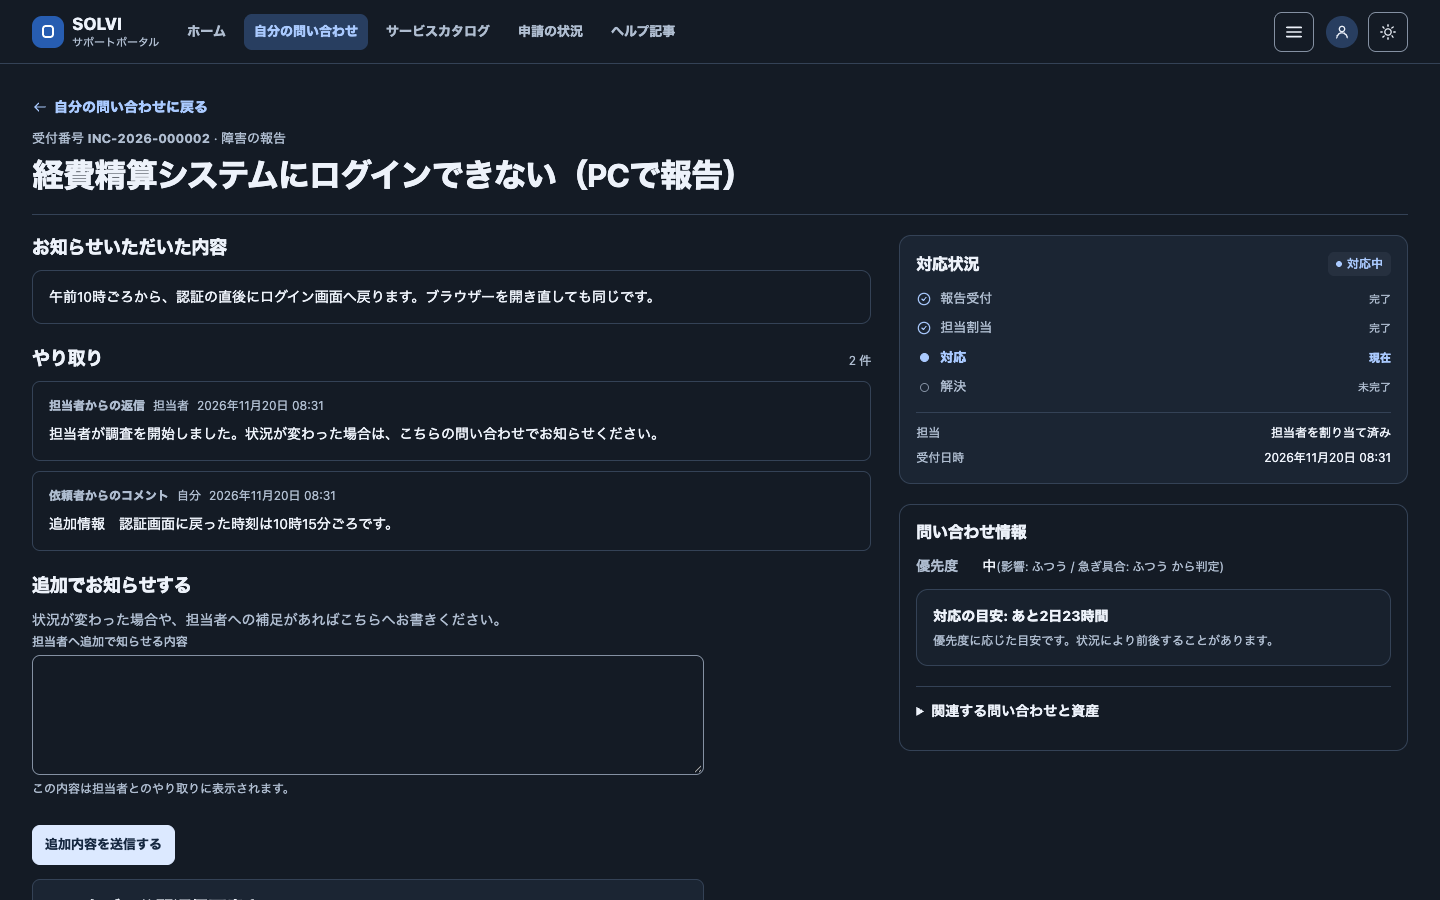 SOLVI
サポートポータル
ホーム
自分の問い合わせ
サービスカタログ
申請の状況
ヘルプ記事
← 自分の問い合わせに戻る
受付番号 INC-2026-000002 · 障害の報告
経費精算システムにログインできない（PCで報告）
お知らせいただいた内容
午前10時ごろから、認証の直後にログイン画面へ戻ります。ブラウザーを開き直しても同じです。
やり取り
2 件
担当者からの返信 担当者 2026年11月20日 08:31
担当者が調査を開始しました。状況が変わった場合は、こちらの問い合わせでお知らせください。
依頼者からのコメント 自分 2026年11月20日 08:31
追加情報　認証画面に戻った時刻は10時15分ごろです。
追加でお知らせする
状況が変わった場合や、担当者への補足があればこちらへお書きください。
担当者へ追加で知らせる内容
この内容は担当者とのやり取りに表示されます。
追加内容を送信する
対応状況
対応中
報告受付 完了
担当割当 完了
対応 現在
解決 未完了
担当 担当者を割り当て済み
受付日時 2026年11月20日 08:31
問い合わせ情報
優先度 中(影響: ふつう / 急ぎ具合: ふつう から判定)
対応の目安: あと2日23時間
優先度に応じた目安です。状況により前後することがあります。
▶ 関連する問い合わせと資産